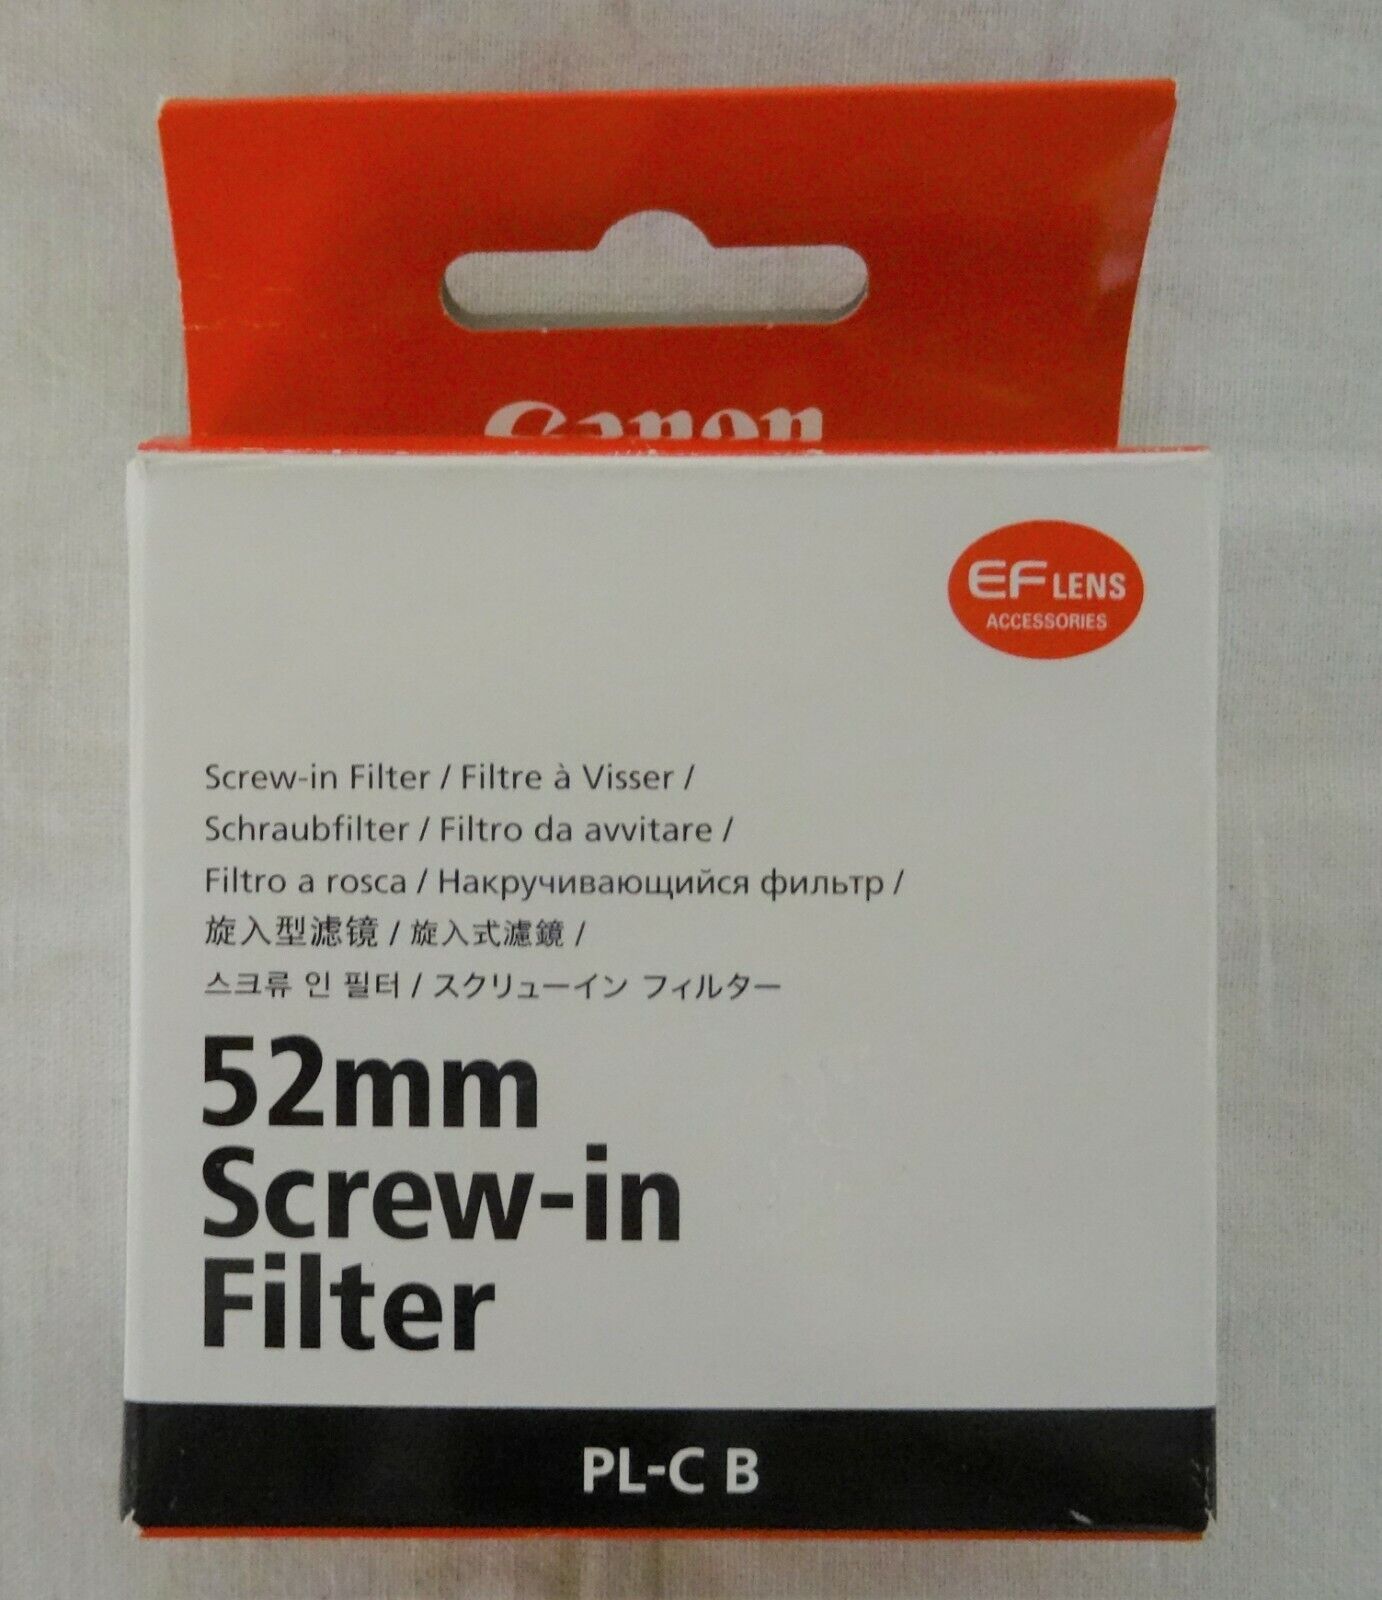 Canon
EF LENS
ACCESSORIES
Screw-in Filter / Filtre à Visser /
Schraubfilter / Filtro da avvitare /
Filtro a rosca / Накручивающийся фильтр /
旋入型滤镜 / 旋入式濾鏡 /
스크류 인 필터 / スクリューイン フィルター
52mm
Screw-in
Filter
PL-C B